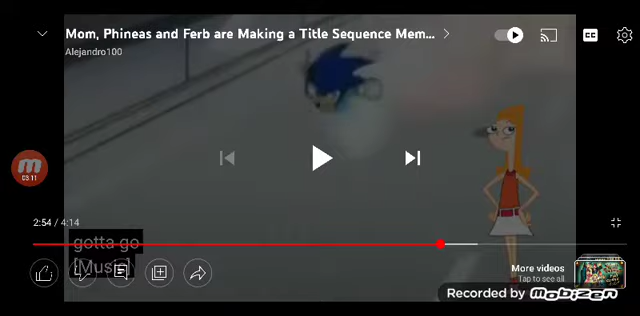 Mom, Phineas and Ferb are Making a Title Sequence Mem...
Alejandro100
CC
m
03:11
2:54 / 4:14
gotta go
[Music]
More videos
Tap to see all
Recorded by mobizen